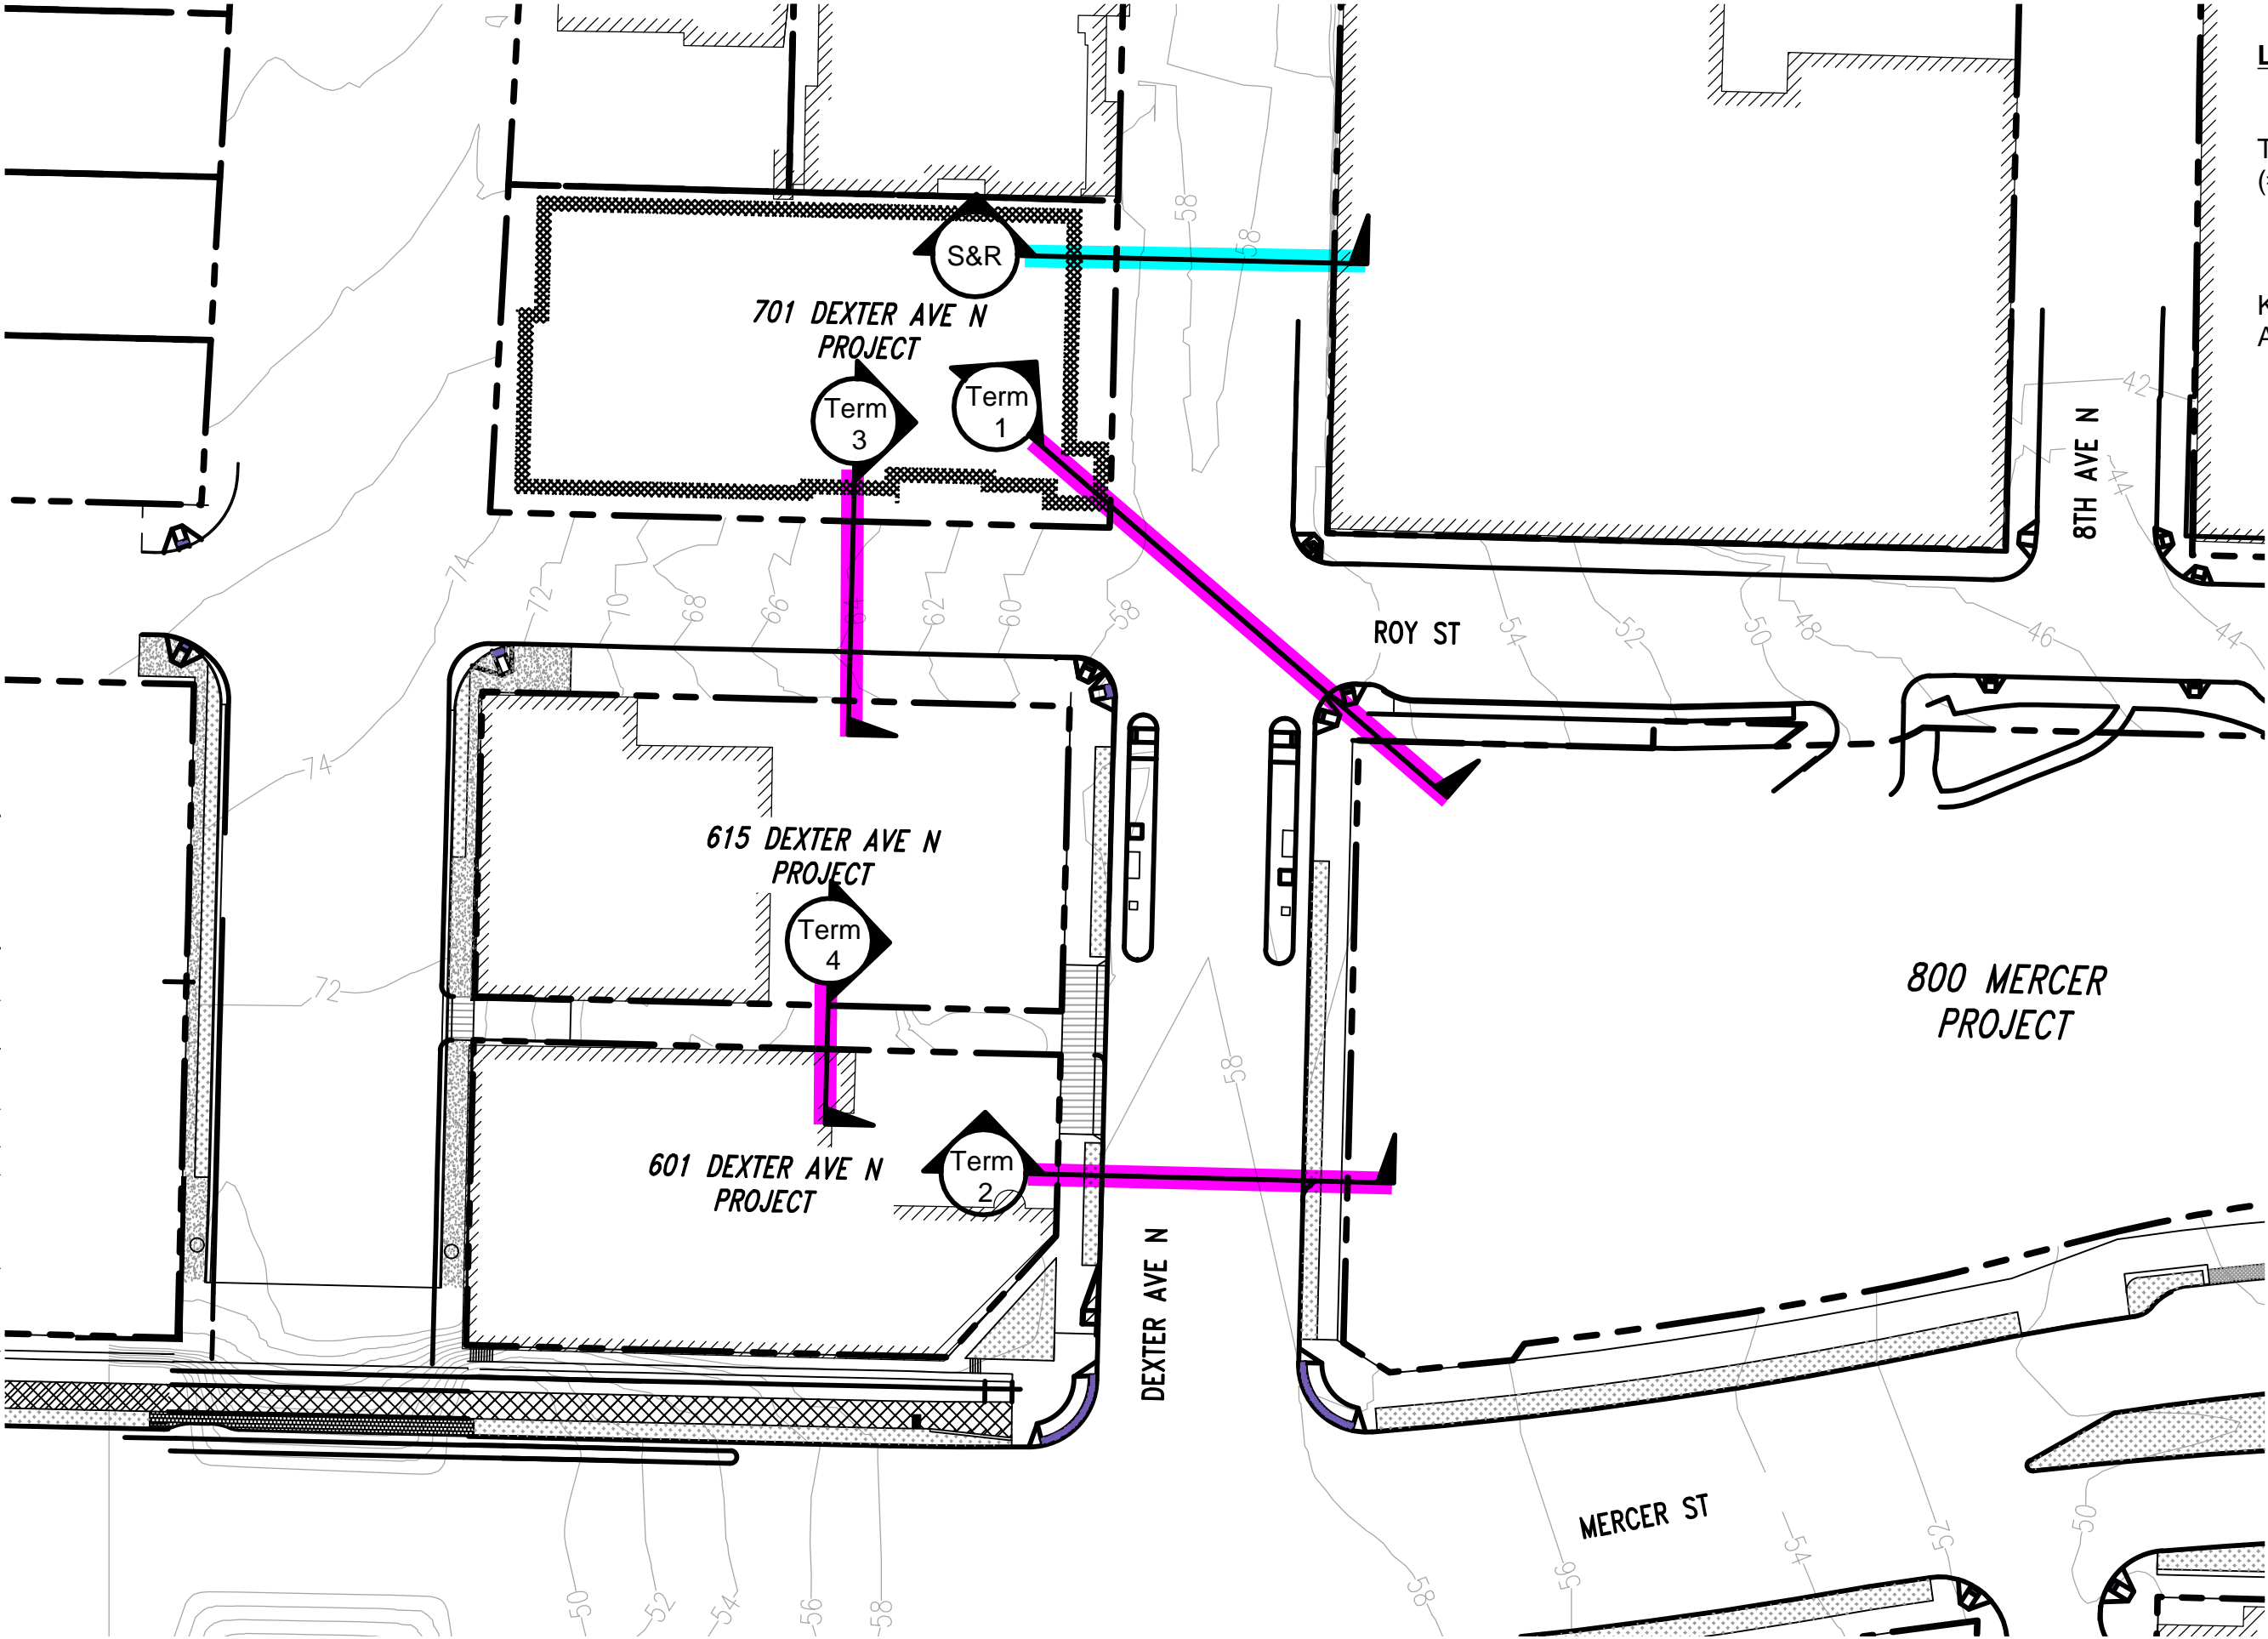 L
T
(
K
A
58
58
S&R
701 DEXTER AVE N
PROJECT
Term
3
Term
1
42
44
8TH AVE N
74
72
70
68
66
64
62
60
58
ROY ST
54
52
50
48
46
44
74
615 DEXTER AVE N
PROJECT
Term
4
72
800 MERCER
PROJECT
58
601 DEXTER AVE N
PROJECT
Term
2
DEXTER AVE N
MERCER ST
50
52
54
56
58
58
56
54
52
50